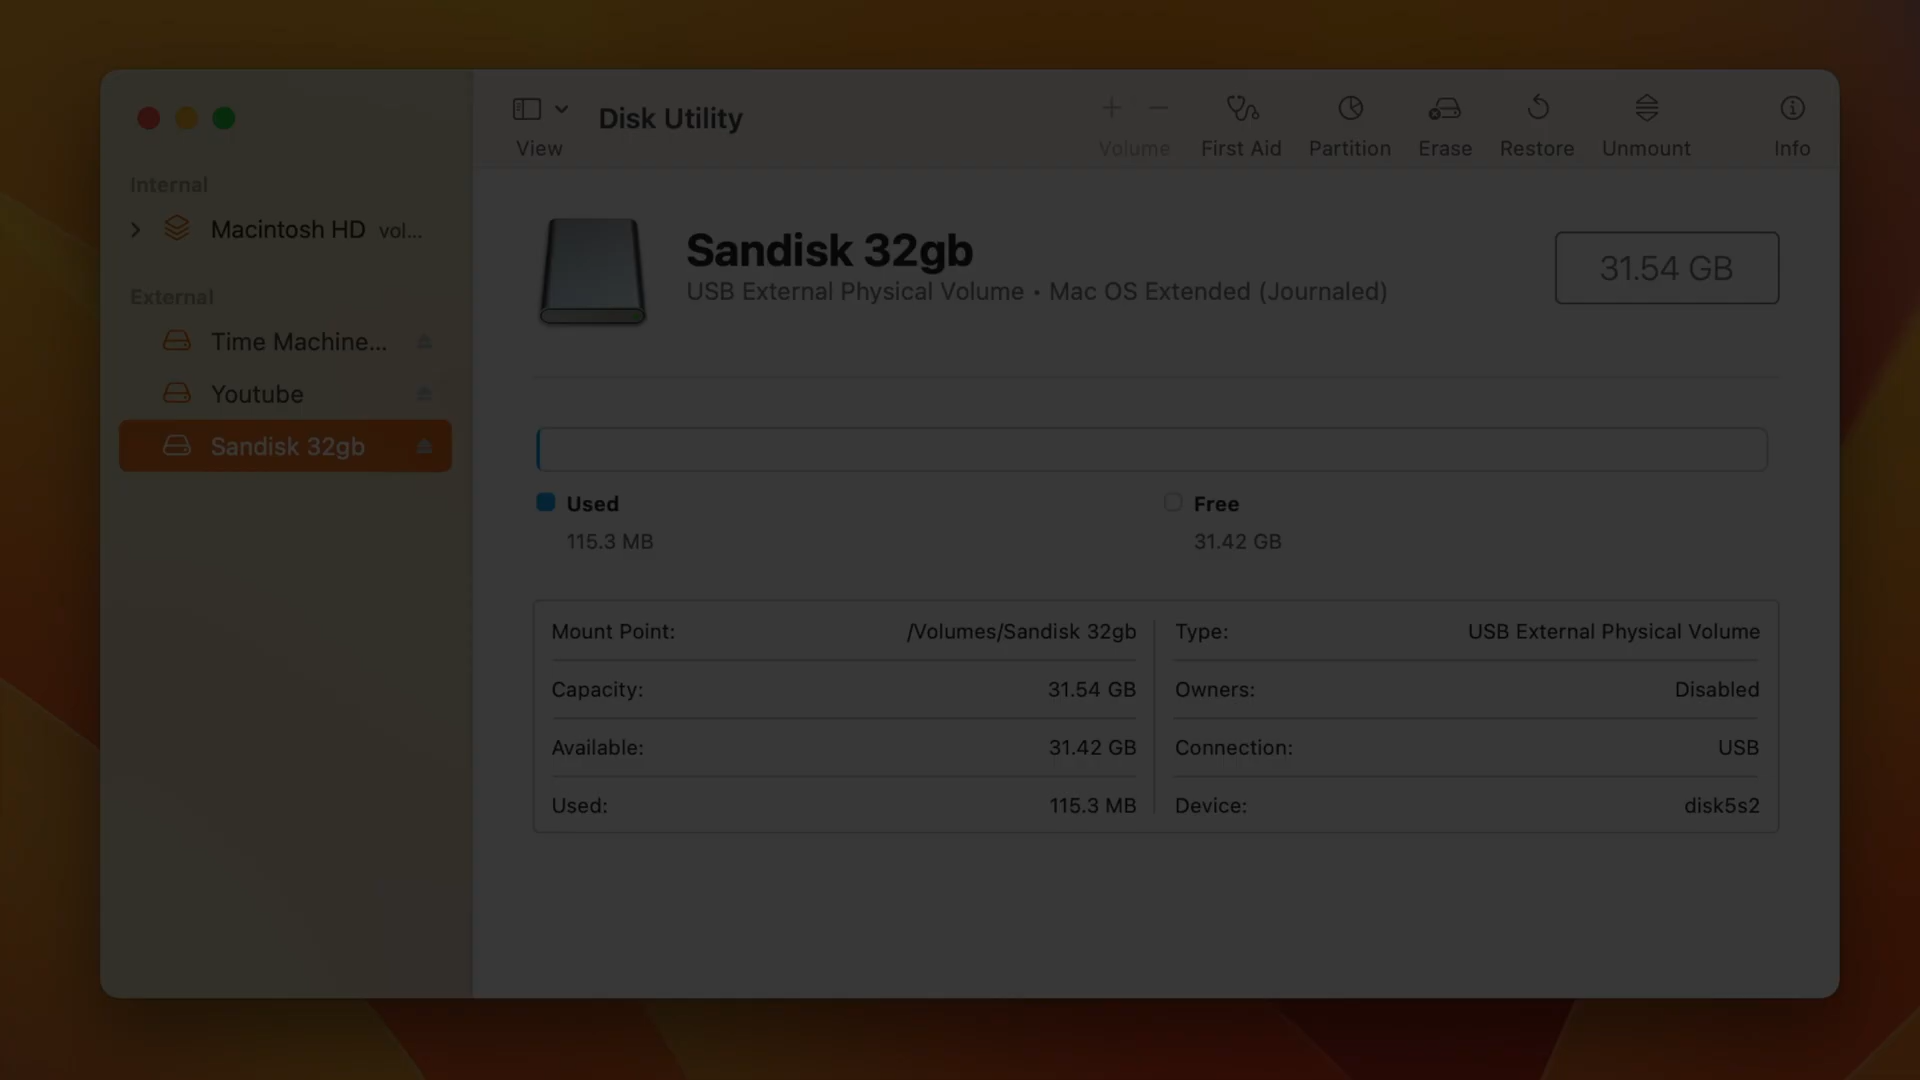 Disk Utility
View
Volume
First Aid
Partition
Erase
Restore
Unmount
Info
Internal
Macintosh HD vol...
External
Time Machine...
Youtube
Sandisk 32gb
Sandisk 32gb
USB External Physical Volume • Mac OS Extended (Journaled)
31.54 GB
Used
115.3 MB
Free
31.42 GB
Mount Point: /Volumes/Sandisk 32gb
Capacity: 31.54 GB
Available: 31.42 GB
Used: 115.3 MB
Type: USB External Physical Volume
Owners: Disabled
Connection: USB
Device: disk5s2